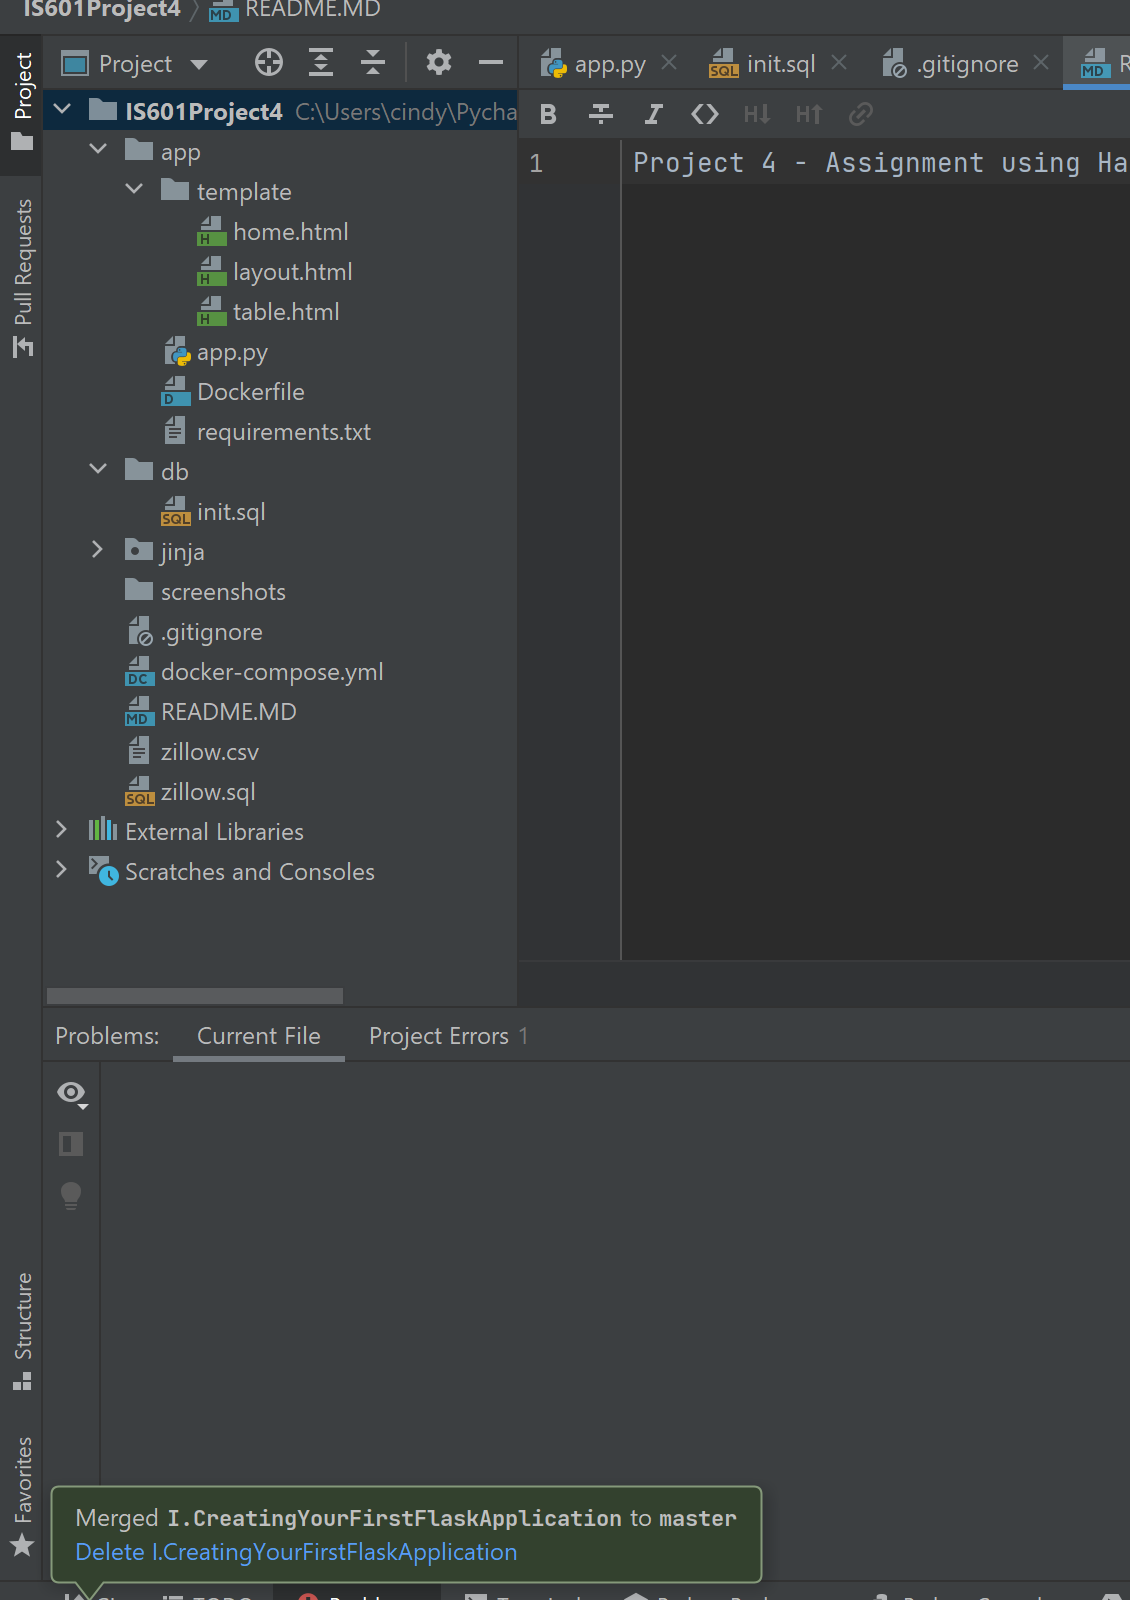 IS601Project4 README.MD
Project
app.py
init.sql
.gitignore
Project
Pull Requests
Structure
Favorites
IS601Project4 C:\Users\cindy\Pycha
app
template
home.html
layout.html
table.html
app.py
Dockerfile
requirements.txt
db
init.sql
jinja
screenshots
.gitignore
docker-compose.yml
README.MD
zillow.csv
zillow.sql
External Libraries
Scratches and Consoles
1 Project 4 - Assignment using Ha
Problems: Current File Project Errors 1
Merged I.CreatingYourFirstFlaskApplication to master
Delete I.CreatingYourFirstFlaskApplication